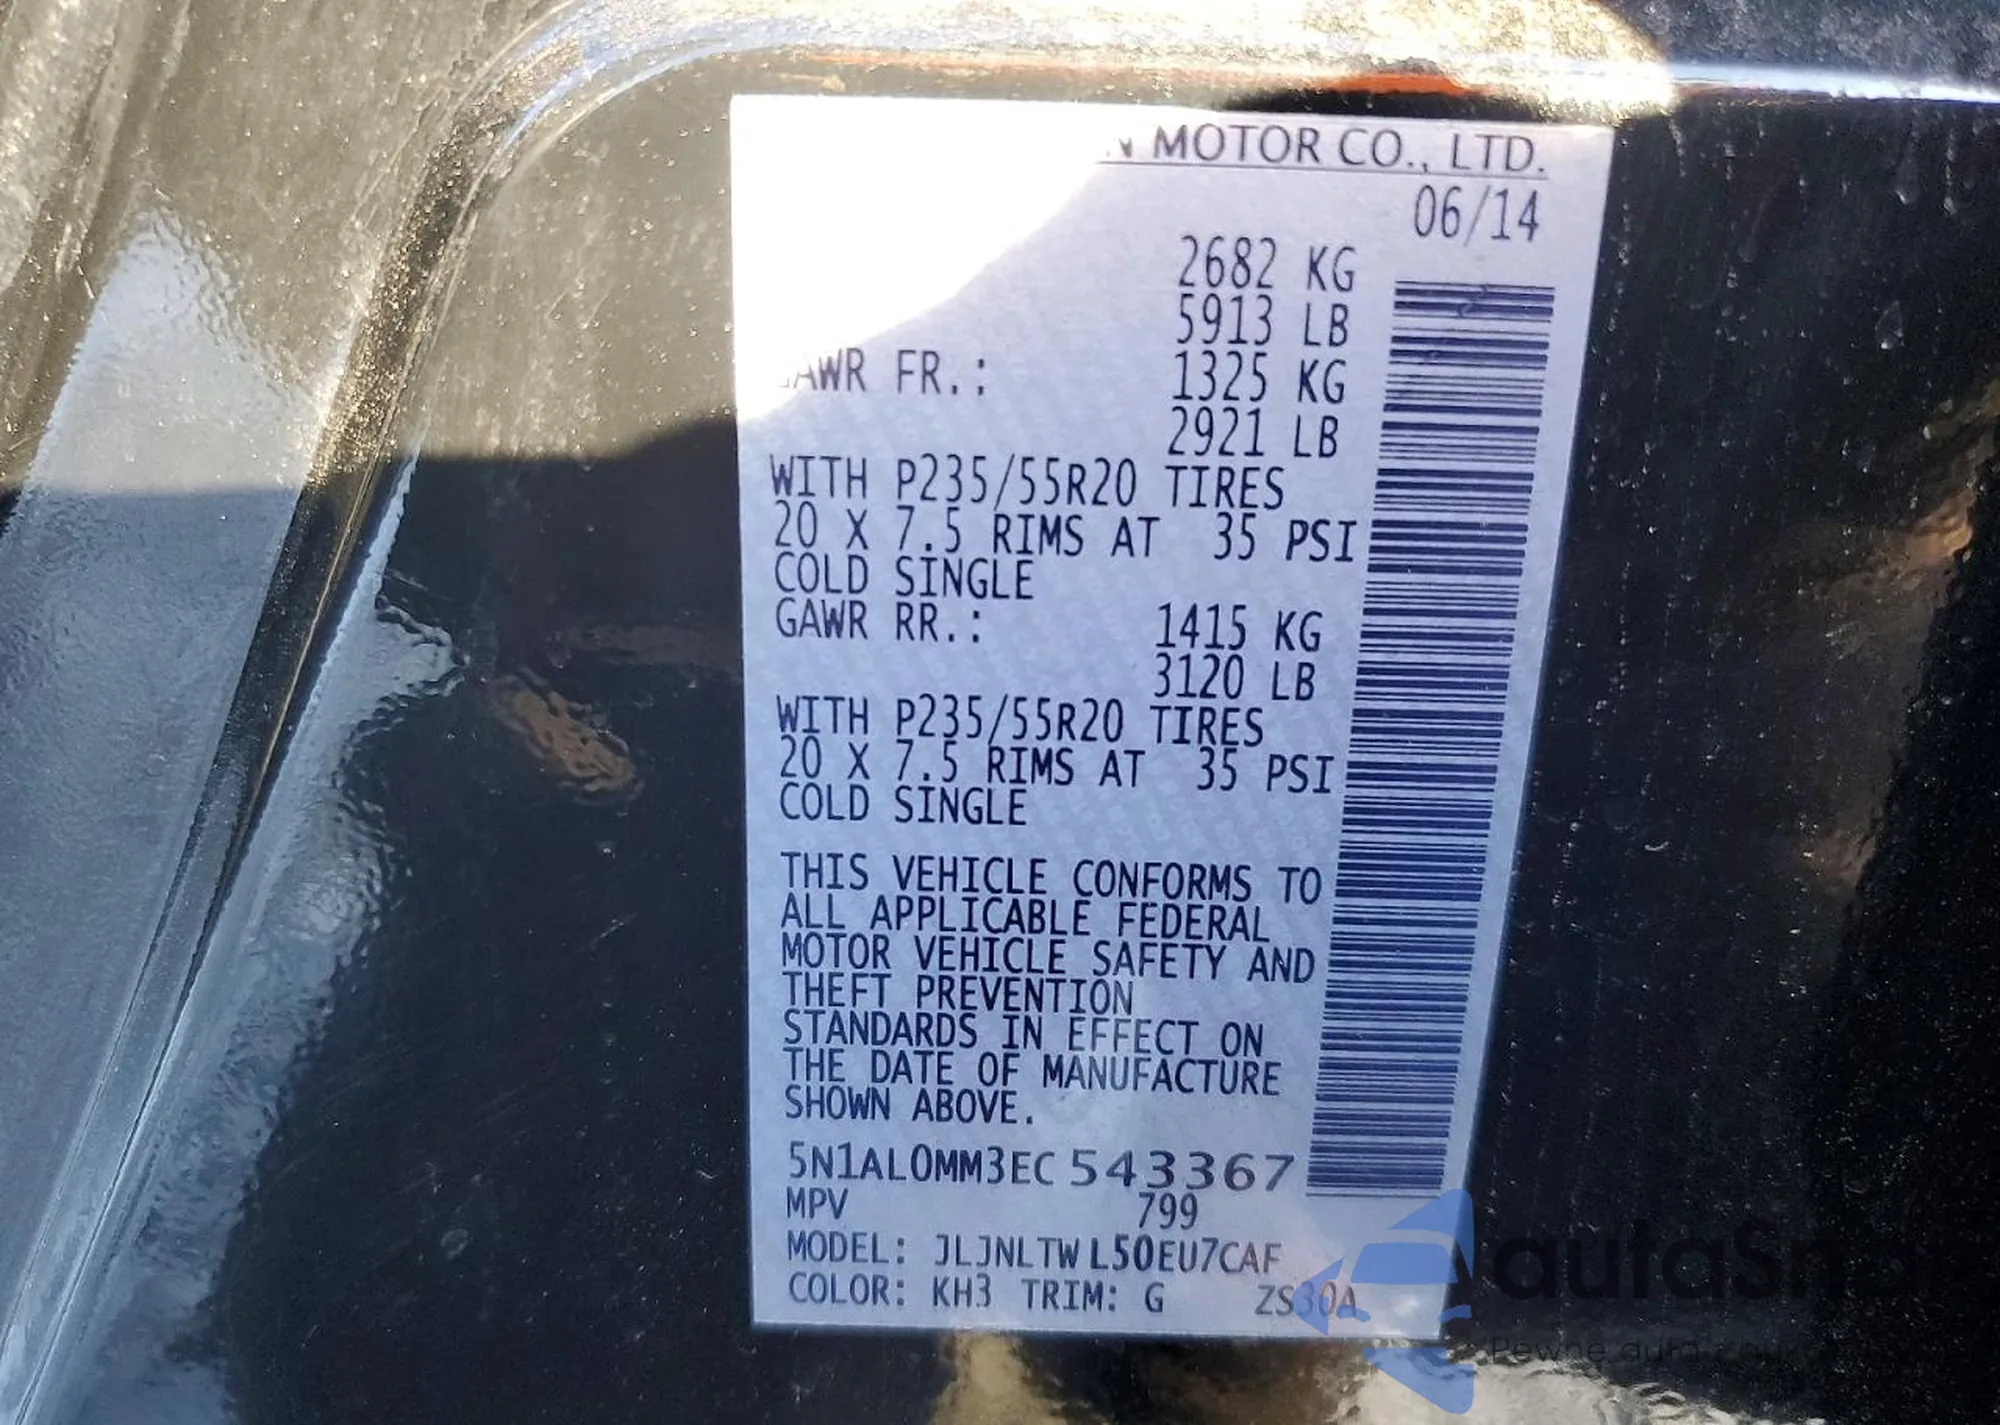 MOTOR CO., LTD.
06/14
2682 KG
5913 LB
FR.: 1325 KG
2921 LB
WITH P235/55R20 TIRES
20 X 7.5 RIMS AT 35 PSI
COLD SINGLE
GAWR RR.: 1415 KG
3120 LB
WITH P235/55R20 TIRES
20 X 7.5 RIMS AT 35 PSI
COLD SINGLE
THIS VEHICLE CONFORMS TO
ALL APPLICABLE FEDERAL
MOTOR VEHICLE SAFETY AND
THEFT PREVENTION
STANDARDS IN EFFECT ON
THE DATE OF MANUFACTURE
SHOWN ABOVE.
5N1AL0MM3EC543367
MPV 799
MODEL: JLJNLTW L50EU7CAF
COLOR: KH3 TRIM: G ZS30A
Pewne auto